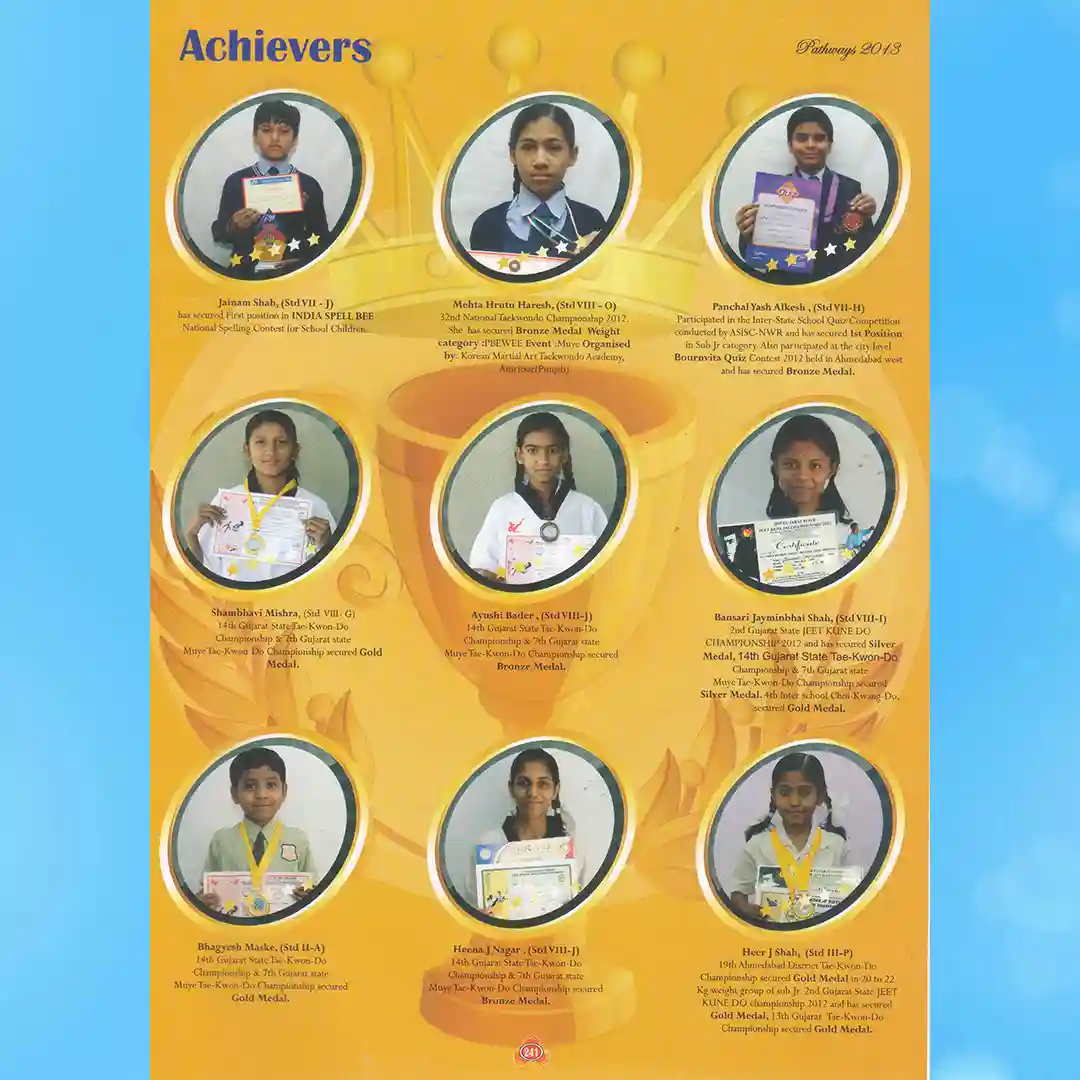 Achievers
Pathways 2013
Jainam Shah, (Std VII - J)
has secured First position in INDIA SPELL BEE
National Spelling Contest for School Children.
Mehta Hrutu Haresh, (Std VIII - O)
32nd National Taekwondo Championship 2012.
She has secured Bronze Medal Weight
category :PBEWEE Event :Muye Organised
by: Korean Martial Art Taekwondo Academy,
Amritsar(Punjab)
Panchal Yash Alkesh , (Std VII-H)
Participated in the Inter-State School Quiz Competition
conducted by ASISC-NWR and has secured 1st Position
in Sub Jr category. Also participated at the city level
Bournvita Quiz Contest 2012 held in Ahmedabad west
and has secured Bronze Medal.
Shambhavi Mishra, (Std VIII- G)
14th Gujarat State Tae-Kwon-Do
Championship & 7th Gujarat state
Muye Tae-Kwon-Do Championship secured Gold
Medal.
Ayushi Bader , (Std VIII-J)
14th Gujarat State Tae-Kwon-Do
Championship & 7th Gujarat state
Muye Tae-Kwon-Do Championship secured
Bronze Medal.
Certificate
Bansari Jayminbhai Shah, (Std VIII-I)
2nd Gujarat State JEET KUNE DO
CHAMPIONSHIP 2012 and has secured Silver
Medal, 14th Gujarat State Tae-Kwon-Do
Championship & 7th Gujarat state
Muye Tae-Kwon-Do Championship secured
Silver Medal. 4th Inter school Choi-Kwang-Do,
secured Gold Medal.
Bhagyesh Maske, (Std II-A)
14th Gujarat State Tae-Kwon-Do
Championship & 7th Gujarat state
Muye Tae-Kwon-Do Championship secured
Gold Medal.
Heena J Nagar , (Std VIII-J)
14th Gujarat State Tae-Kwon-Do
Championship & 7th Gujarat state
Muye Tae-Kwon-Do Championship secured
Bronze Medal.
Heer J Shah, (Std III-P)
19th Ahmedabad District Tae-Kwon-Do
Championship secured Gold Medal in 20 to 22
Kg weight group of sub Jr. 2nd Gujarat State JEET
KUNE DO championship 2012 and has secured
Gold Medal, 13th Gujarat Tae-Kwon-Do
Championship secured Gold Medal.
241